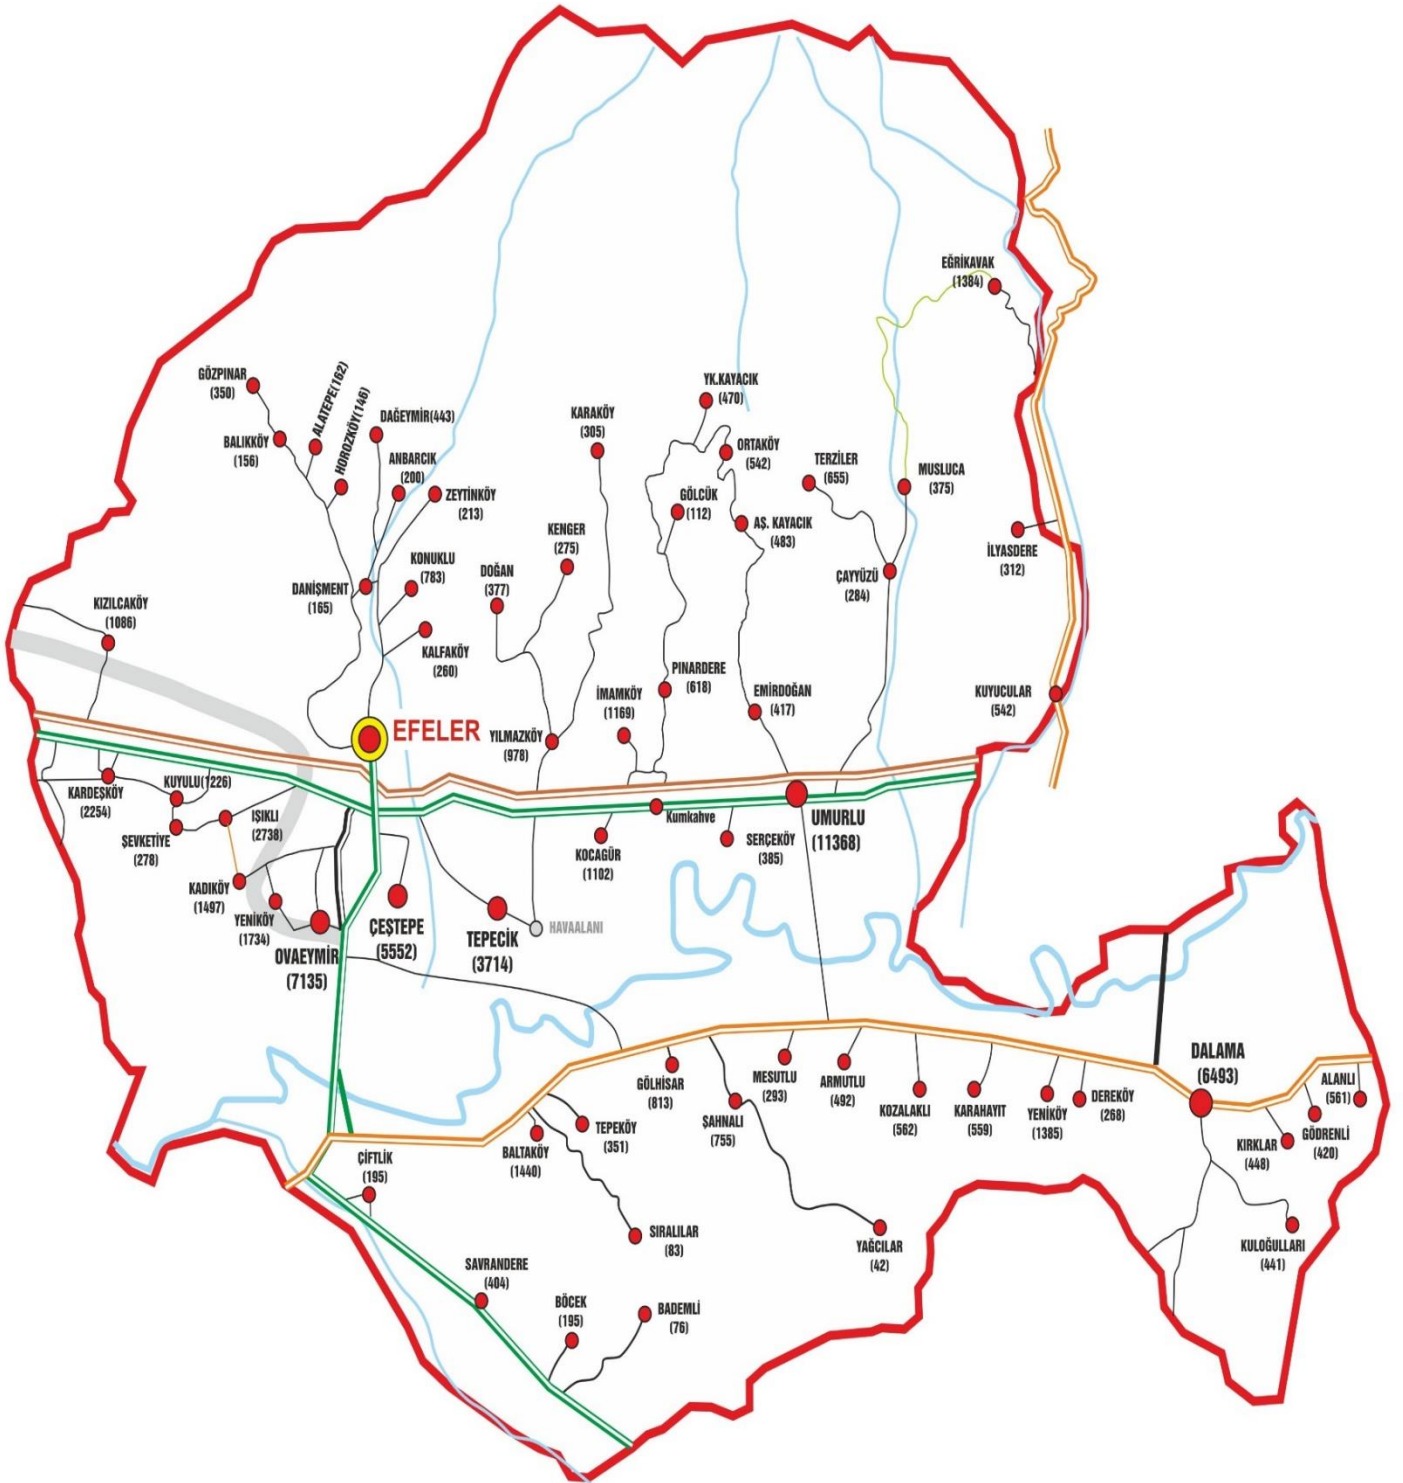 EĞRİKAVAK
(1384)
GÖZPINAR
(350)
ALATEPE(162)
HOROZKÖY(146)
DAĞEYMİR(443)
BALIKKÖY
(156)
ANBARCIK
(200)
ZEYTİNKÖY
(213)
KARAKÖY
(305)
YK.KAYACIK
(470)
ORTAKÖY
(542)
TERZİLER
(655)
MUSLUCA
(375)
GÖLCÜK
(112)
AŞ. KAYACIK
(483)
KENGER
(275)
İLYASDERE
(312)
KONUKLU
(783)
DOĞAN
(377)
ÇAYYÜZÜ
(284)
DANİŞMENT
(165)
KIZILCAKÖY
(1086)
KALFAKÖY
(260)
PINARDERE
(618)
EMİRDOĞAN
(417)
KUYUCULAR
(542)
İMAMKÖY
(1169)
EFELER
YILMAZKÖY
(978)
KARDEŞKÖY
(2254)
KUYULU(1226)
IŞIKLI
(2738)
ŞEVKETİYE
(278)
Kumkahve
UMURLU
(11368)
SERÇEKÖY
(385)
KOCAGÜR
(1102)
KADIKÖY
(1497)
YENİKÖY
(1734)
OVAEYMİR
(7135)
ÇEŞTEPE
(5552)
TEPECİK
(3714)
HAVAALANI
DALAMA
(6493)
GÖLHİSAR
(813)
MESUTLU
(293)
ARMUTLU
(492)
KOZALAKLI
(562)
KARAHAYIT
(559)
YENİKÖY
(1385)
DEREKÖY
(268)
ALANLI
(561)
GÖDRENLİ
(420)
KIRKLAR
(448)
ŞAHNALI
(755)
TEPEKÖY
(351)
BALTAKÖY
(1440)
ÇİFTLİK
(195)
SIRALILAR
(83)
YAĞCILAR
(42)
KULOĞULLARI
(441)
SAVRANDERE
(404)
BÖCEK
(195)
BADEMLİ
(76)